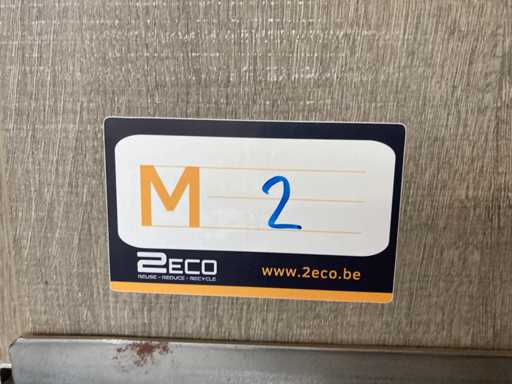 M 2
2ECO
REUSE - REDUCE - RECYCLE
www.2eco.be